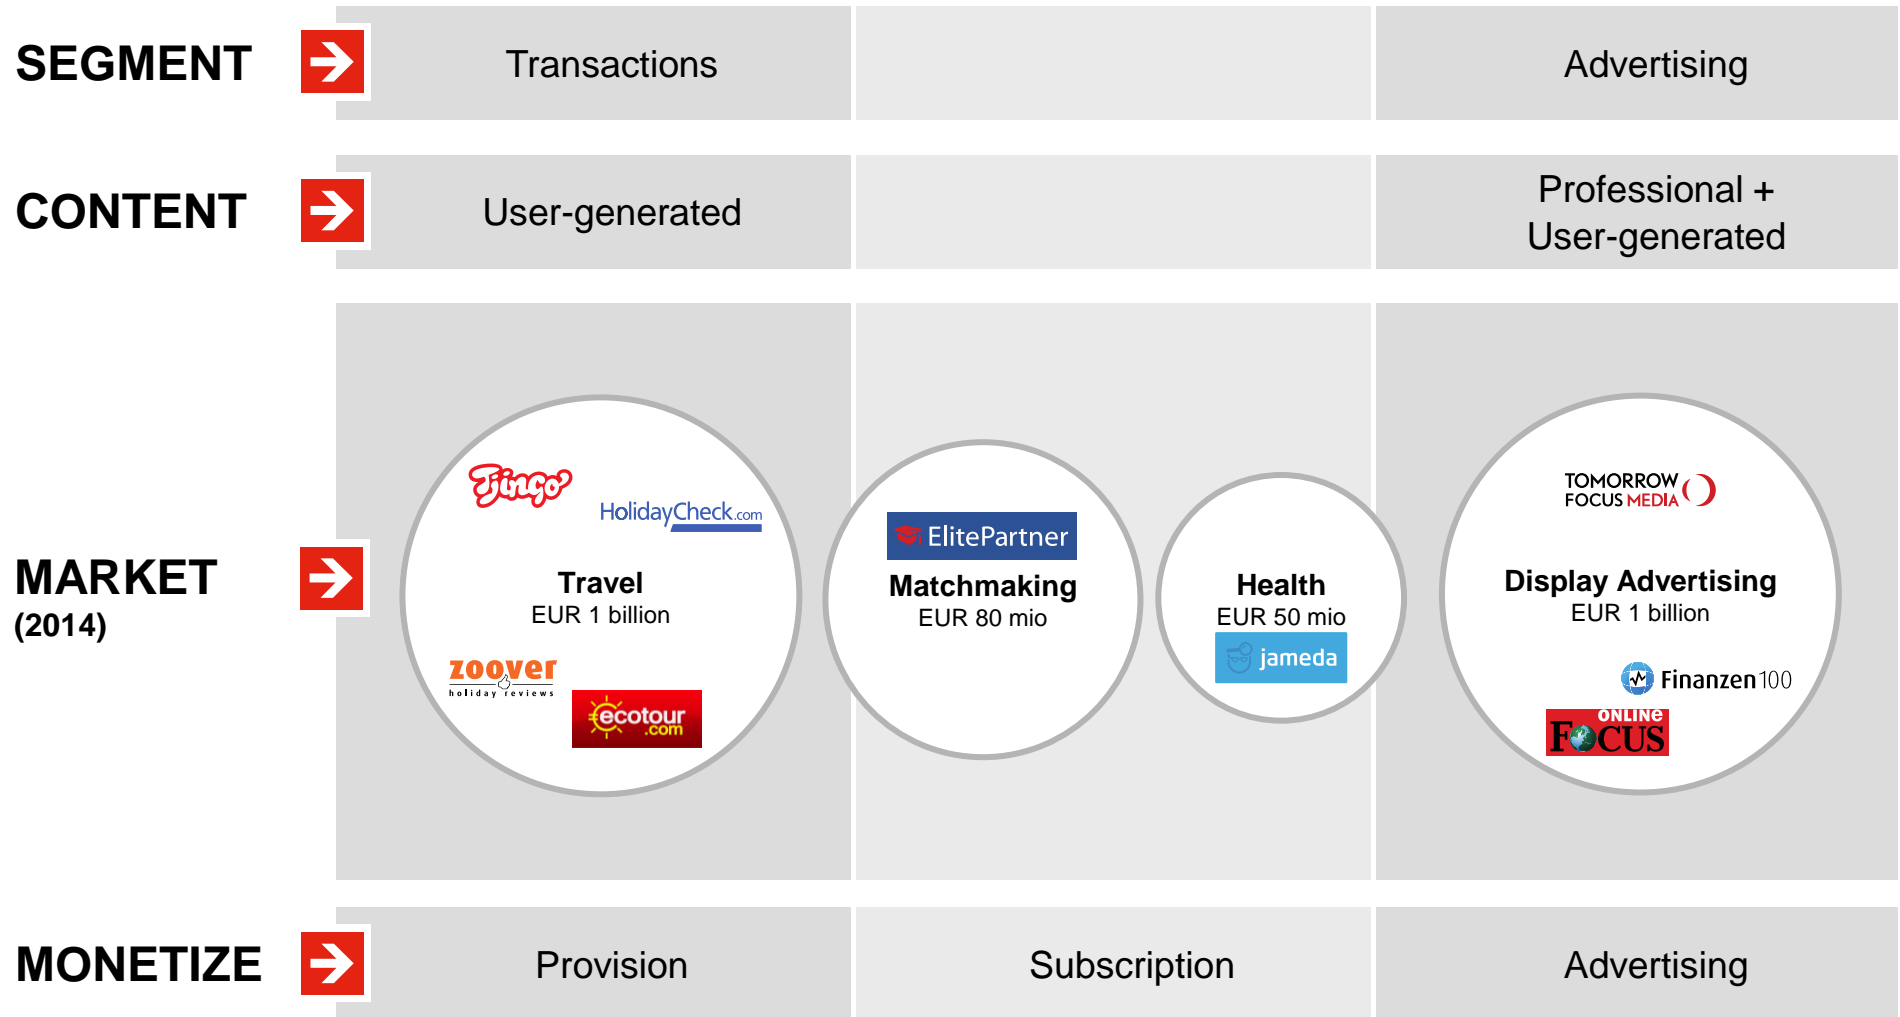 SEGMENT
Transactions
Advertising
CONTENT
User-generated
Professional +
User-generated
MARKET
(2014)
Tjingo
HolidayCheck.com
Travel
EUR 1 billion
zoover
holiday reviews
ecotour
.com
ElitePartner
Matchmaking
EUR 80 mio
Health
EUR 50 mio
jameda
TOMORROW
FOCUS MEDIA
Display Advertising
EUR 1 billion
Finanzen100
ONLINe
FOCUS
MONETIZE
Provision
Subscription
Advertising